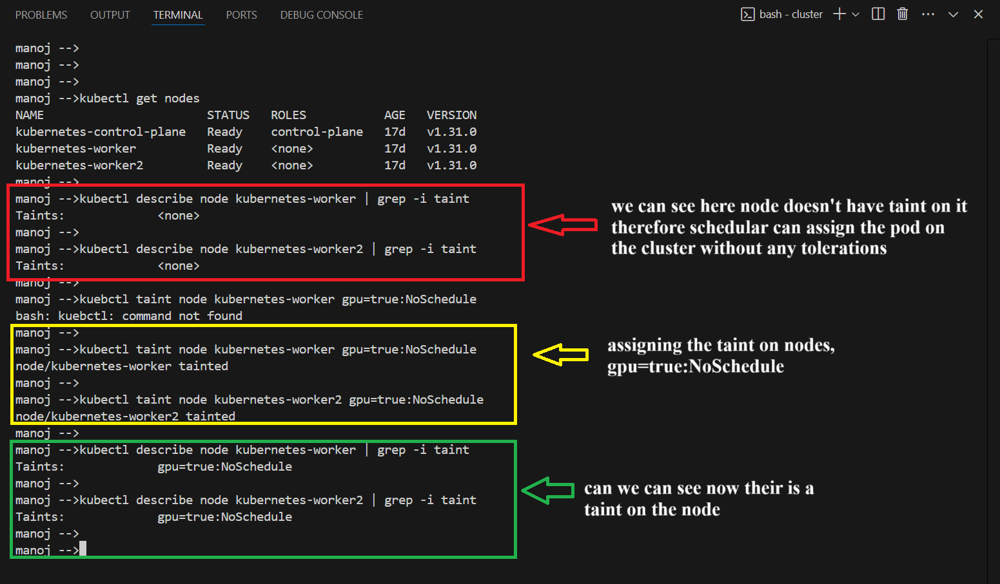 PROBLEMS OUTPUT TERMINAL PORTS DEBUG CONSOLE bash - cluster
manoj -->
manoj -->
manoj -->
manoj -->kubectl get nodes
NAME STATUS ROLES AGE VERSION
kubernetes-control-plane Ready control-plane 17d v1.31.0
kubernetes-worker Ready <none> 17d v1.31.0
kubernetes-worker2 Ready <none> 17d v1.31.0
manoj -->
manoj -->kubectl describe node kubernetes-worker | grep -i taint
Taints: <none>
manoj -->
manoj -->kubectl describe node kubernetes-worker2 | grep -i taint
Taints: <none>
we can see here node doesn't have taint on it
therefore schedular can assign the pod on
the cluster without any tolerations
manoj -->
manoj -->kuebctl taint node kubernetes-worker gpu=true:NoSchedule
bash: kuebctl: command not found
manoj -->
manoj -->kubectl taint node kubernetes-worker gpu=true:NoSchedule
node/kubernetes-worker tainted
manoj -->
manoj -->kubectl taint node kubernetes-worker2 gpu=true:NoSchedule
node/kubernetes-worker2 tainted
assigning the taint on nodes,
gpu=true:NoSchedule
manoj -->
manoj -->kubectl describe node kubernetes-worker | grep -i taint
Taints: gpu=true:NoSchedule
manoj -->
manoj -->kubectl describe node kubernetes-worker2 | grep -i taint
Taints: gpu=true:NoSchedule
manoj -->
manoj -->
can we can see now their is a
taint on the node